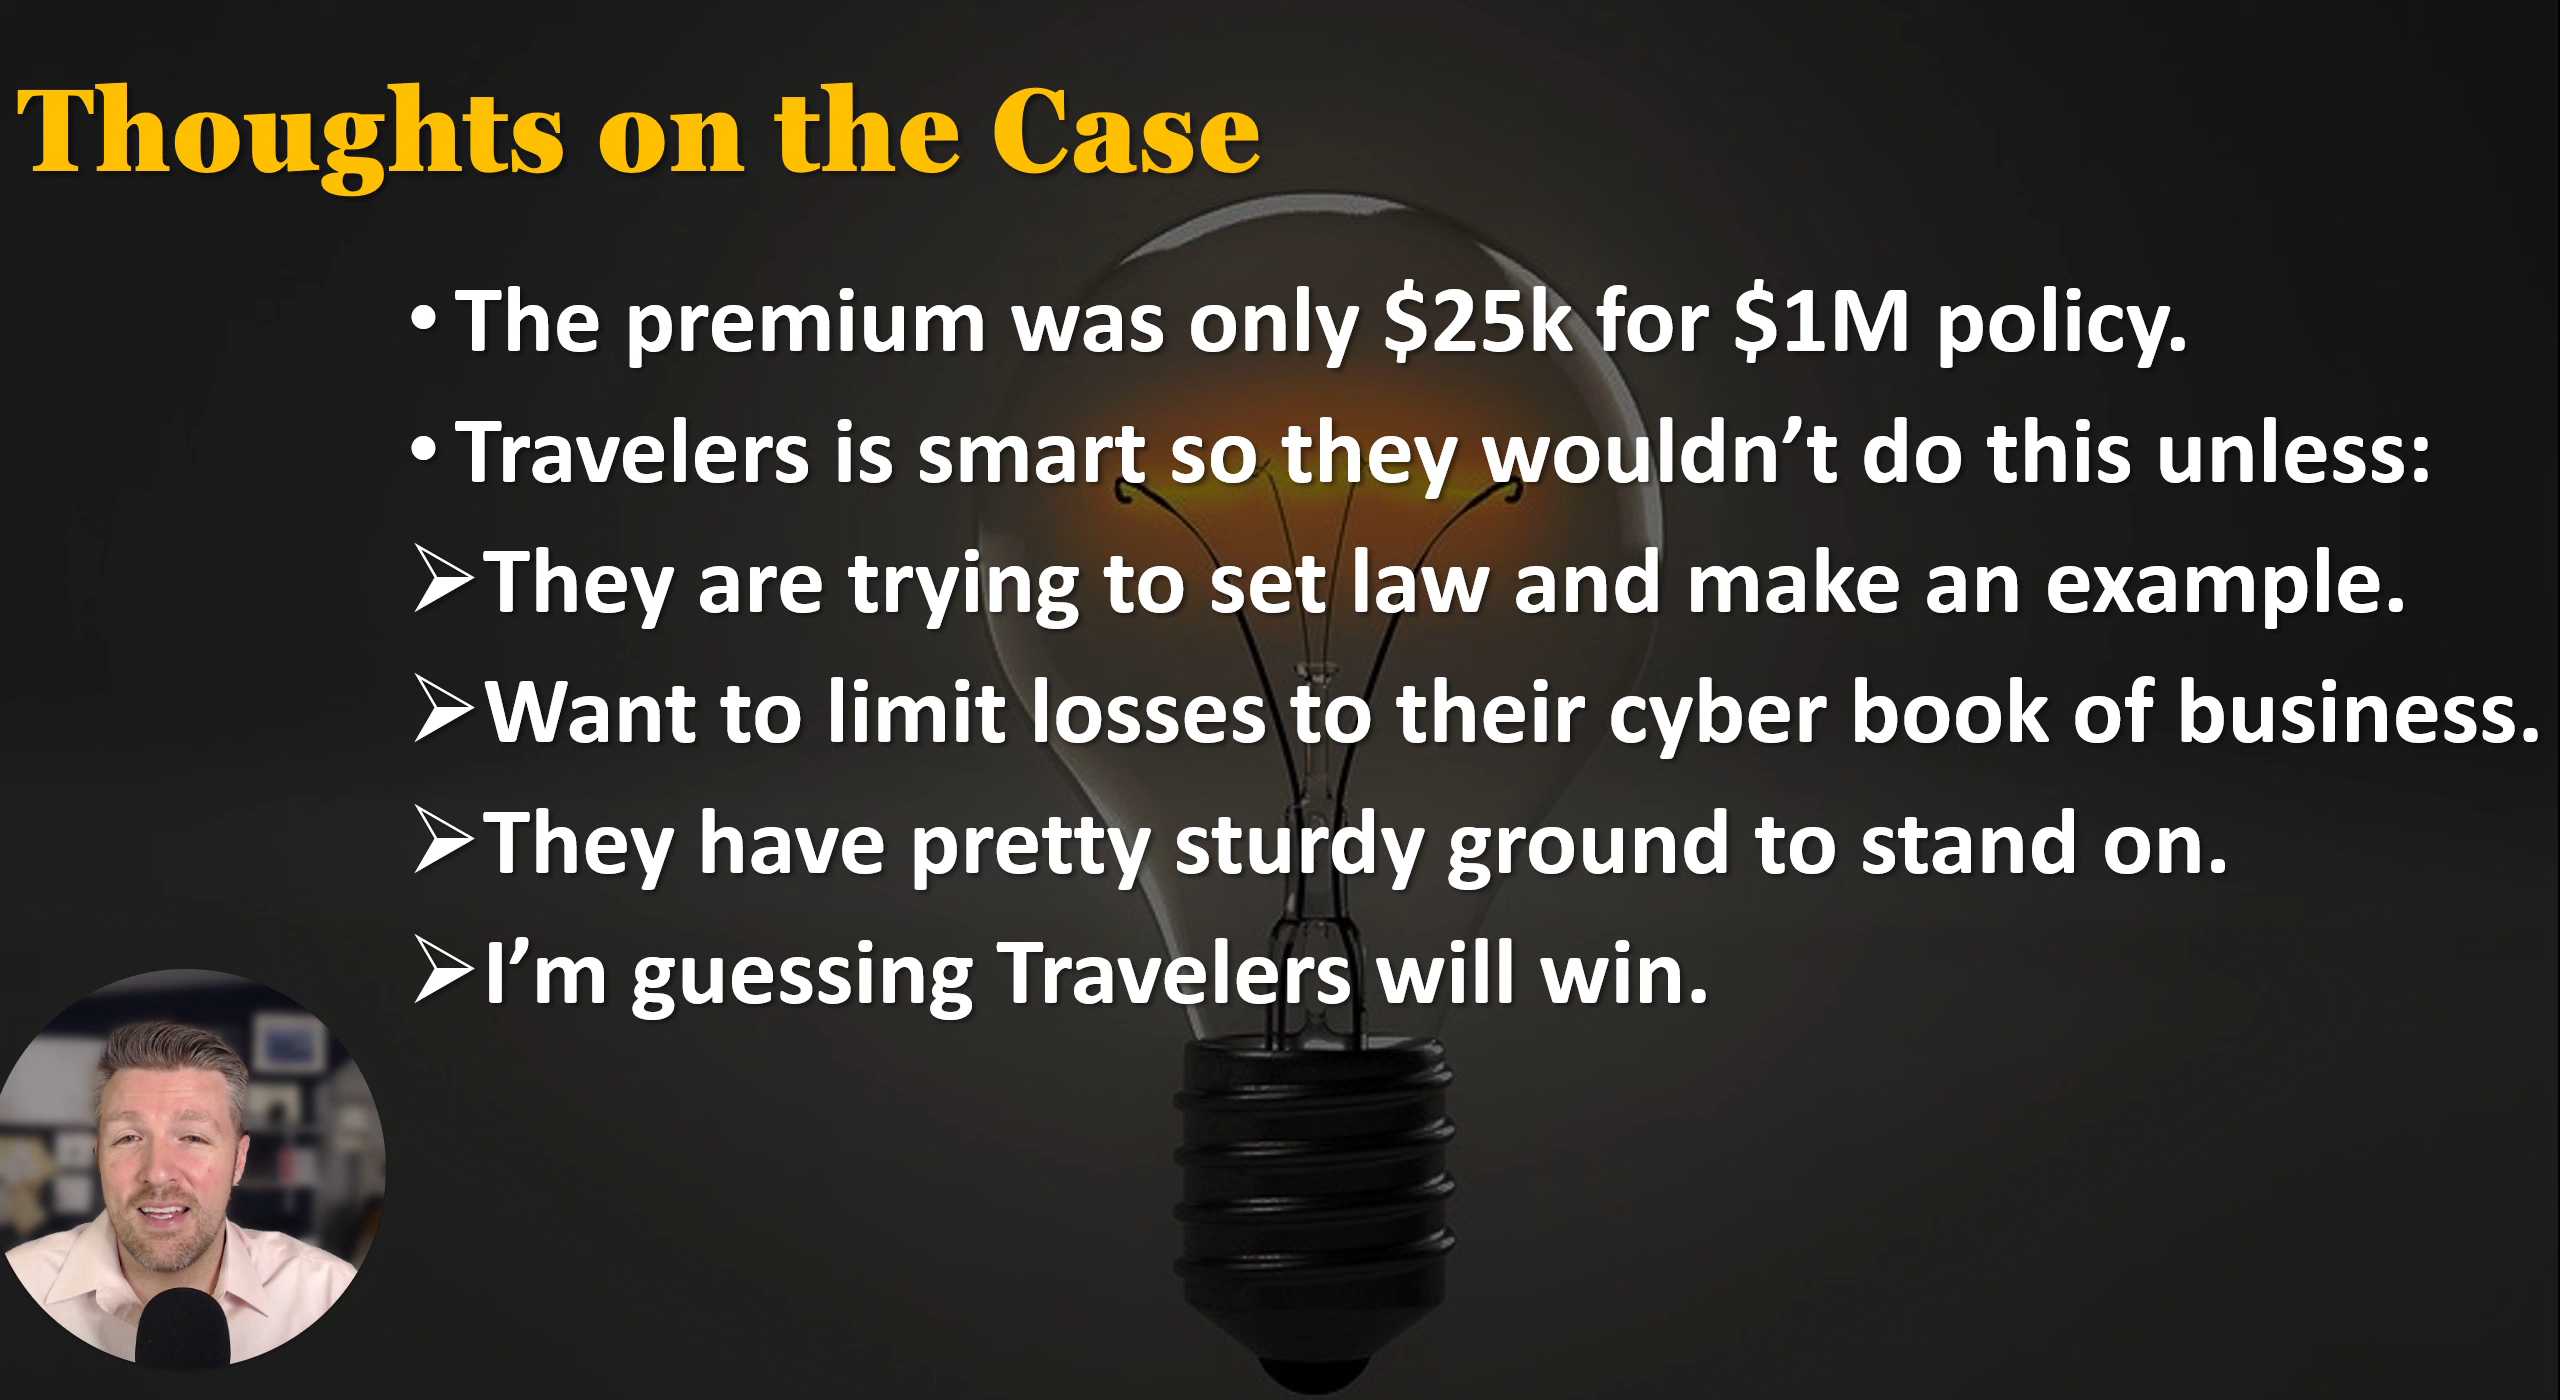 Thoughts on the Case
• The premium was only $25k for $1M policy.
• Travelers is smart so they wouldn’t do this unless:
➢ They are trying to set law and make an example.
➢ Want to limit losses to their cyber book of business.
➢ They have pretty sturdy ground to stand on.
➢ I’m guessing Travelers will win.